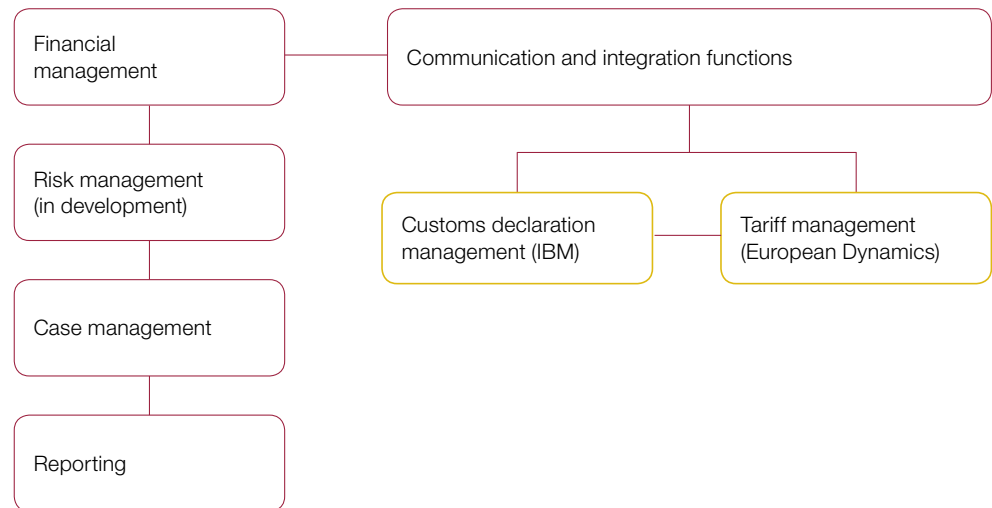 Financial
management
Communication and integration functions
Risk management
(in development)
Customs declaration
management (IBM)
Tariff management
(European Dynamics)
Case management
Reporting